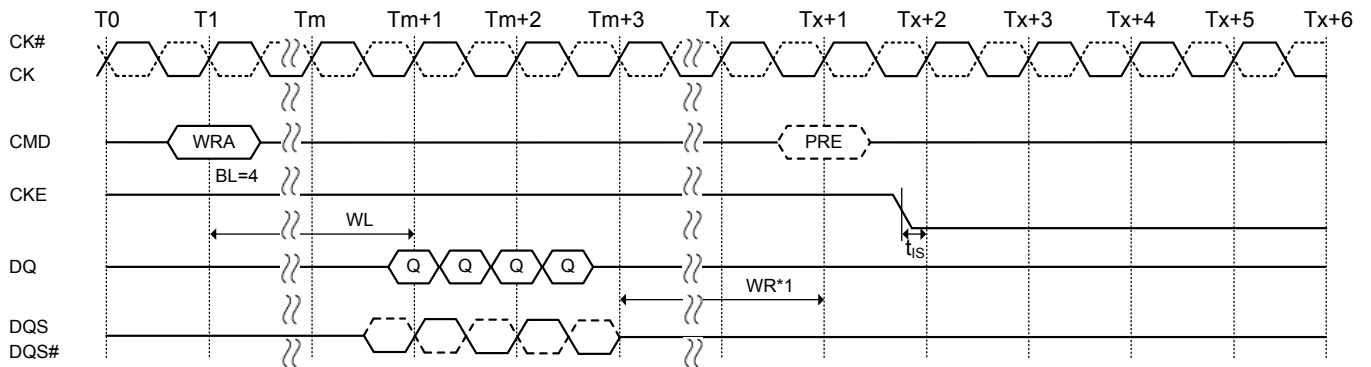 T0 T1 Tm Tm+1 Tm+2 Tm+3 Tx Tx+1 Tx+2 Tx+3 Tx+4 Tx+5 Tx+6
CK#
CK
CMD WRA PRE
BL=4
CKE
WL
tIS
DQ Q Q Q Q
WR*1
DQS
DQS#